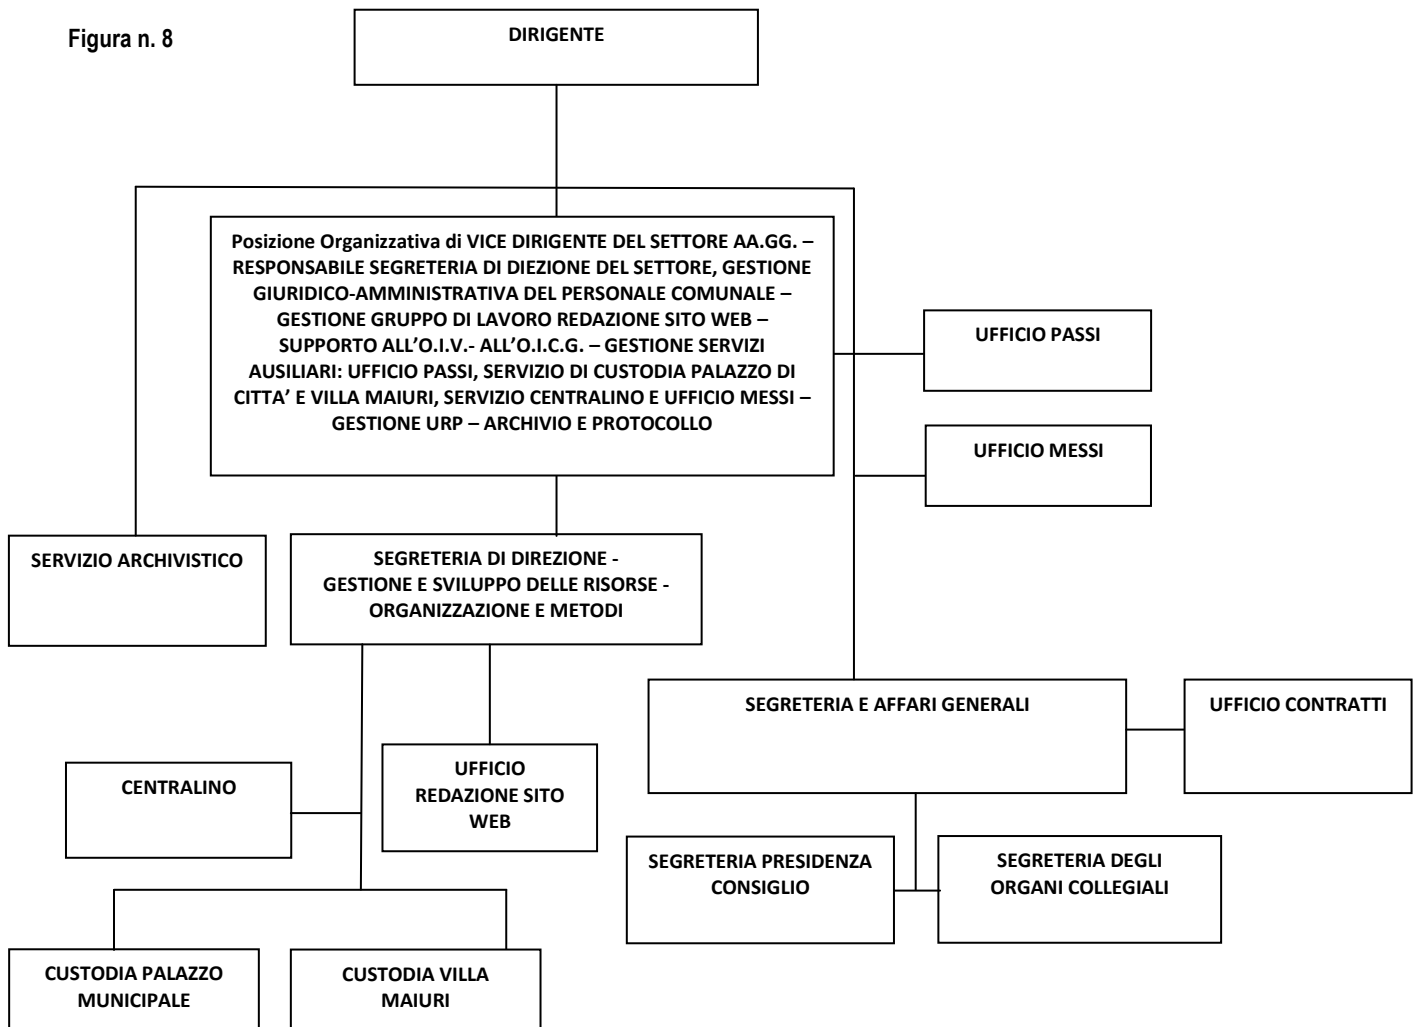 Figura n. 8
DIRIGENTE
Posizione Organizzativa di VICE DIRIGENTE DEL SETTORE AA.GG. –
RESPONSABILE SEGRETERIA DI DIEZIONE DEL SETTORE, GESTIONE
GIURIDICO-AMMINISTRATIVA DEL PERSONALE COMUNALE –
GESTIONE GRUPPO DI LAVORO REDAZIONE SITO WEB –
SUPPORTO ALL’O.I.V.- ALL’O.I.C.G. – GESTIONE SERVIZI
AUSILIARI: UFFICIO PASSI, SERVIZIO DI CUSTODIA PALAZZO DI
CITTA’ E VILLA MAIURI, SERVIZIO CENTRALINO E UFFICIO MESSI –
GESTIONE URP – ARCHIVIO E PROTOCOLLO
UFFICIO PASSI
UFFICIO MESSI
SERVIZIO ARCHIVISTICO
SEGRETERIA DI DIREZIONE -
GESTIONE E SVILUPPO DELLE RISORSE -
ORGANIZZAZIONE E METODI
SEGRETERIA E AFFARI GENERALI
UFFICIO CONTRATTI
CENTRALINO
UFFICIO
REDAZIONE SITO
WEB
SEGRETERIA PRESIDENZA
CONSIGLIO
SEGRETERIA DEGLI
ORGANI COLLEGIALI
CUSTODIA PALAZZO
MUNICIPALE
CUSTODIA VILLA
MAIURI